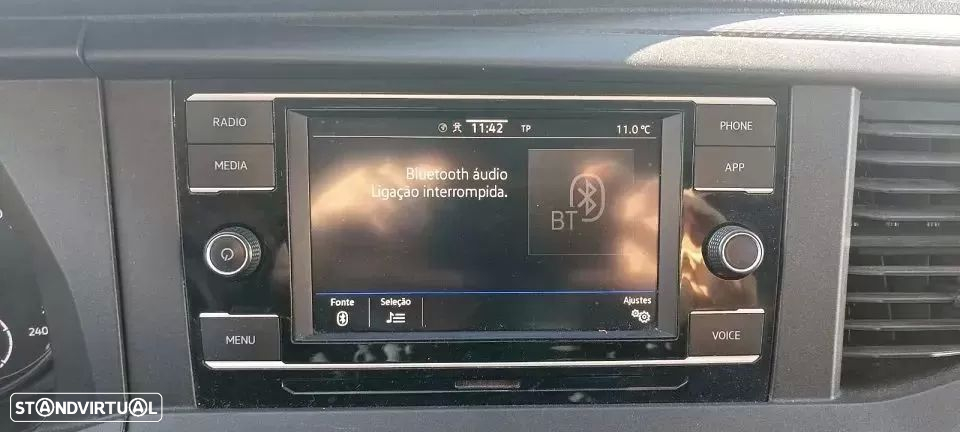 RADIO
MEDIA
MENU
11:42
TP
11.0 °C
Bluetooth áudio
Ligação interrompida.
BT
Fonte
Seleção
Ajustes
PHONE
APP
VOICE
240
STANDVIRTUAL